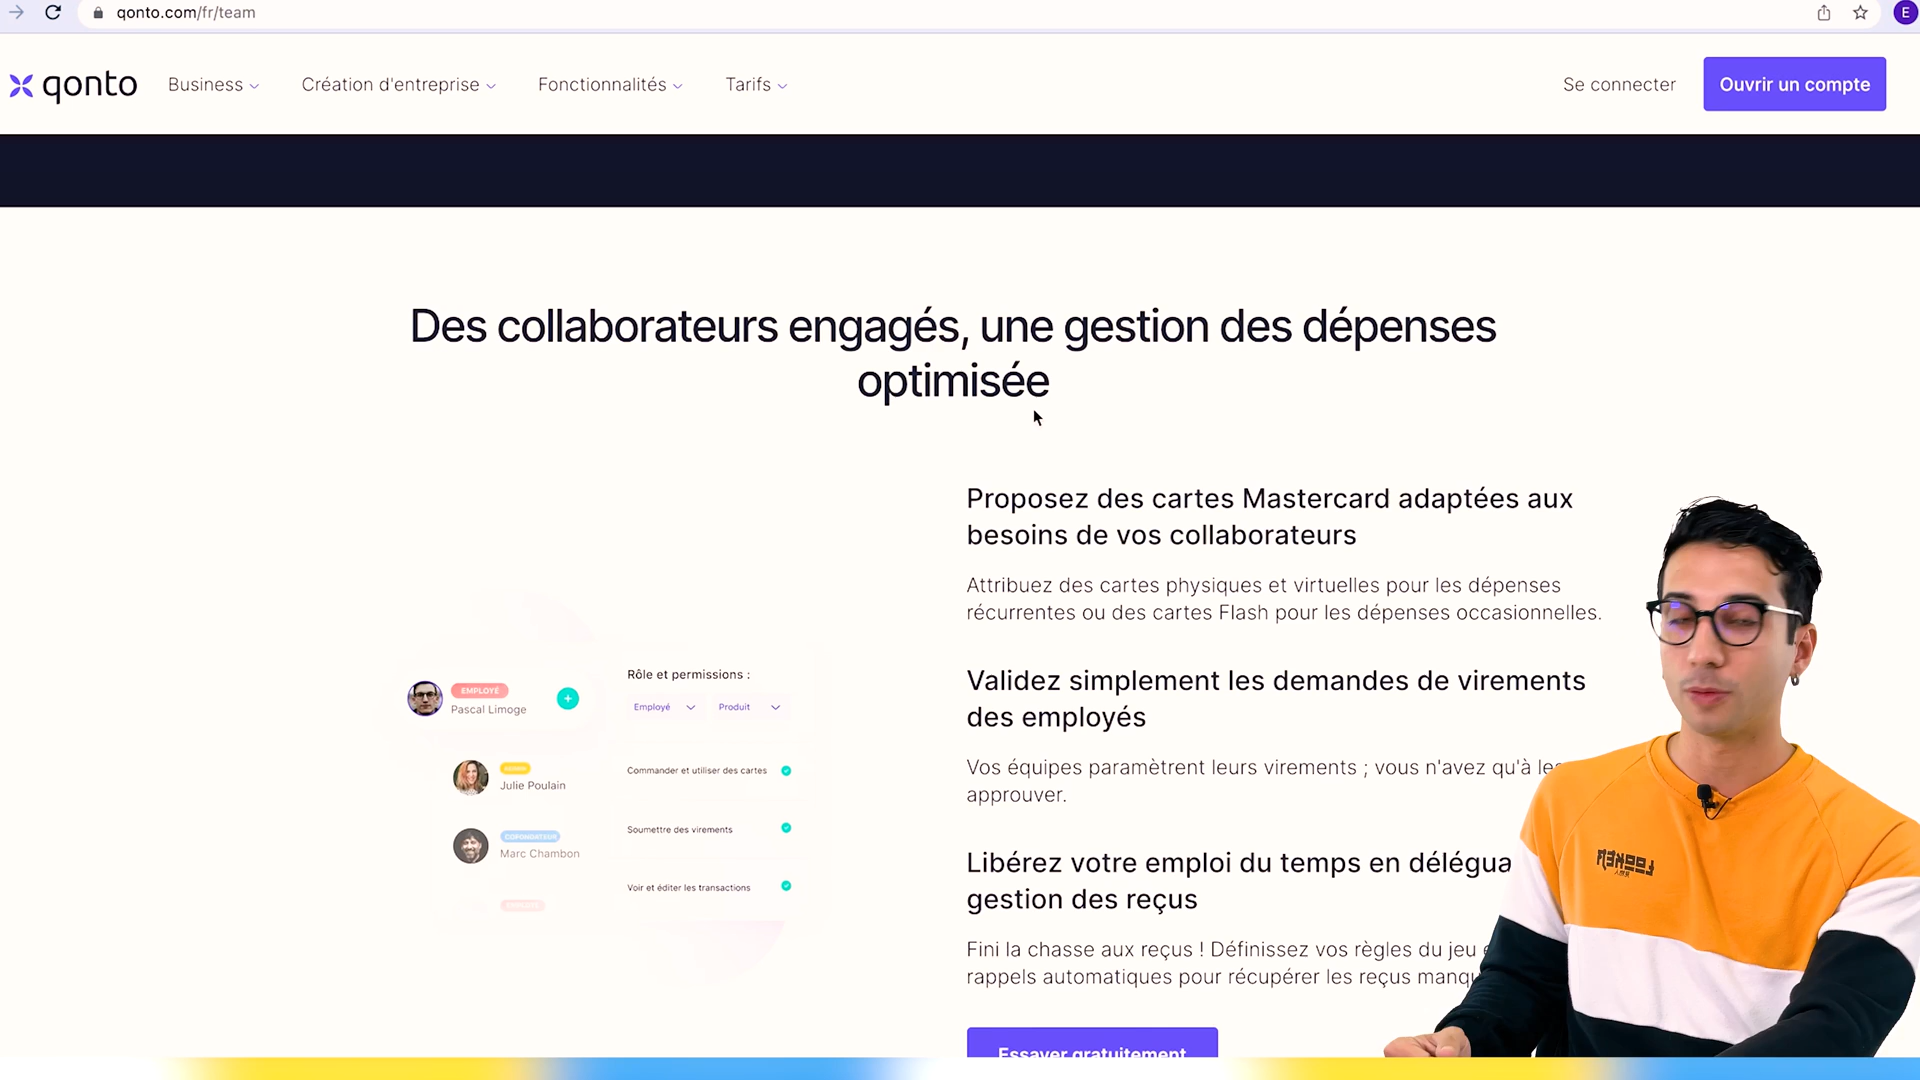 qonto.com/fr/team
E
qonto
Business
Création d'entreprise
Fonctionnalités
Tarifs
Se connecter
Ouvrir un compte
Des collaborateurs engagés, une gestion des dépenses
optimisée
Proposez des cartes Mastercard adaptées aux
besoins de vos collaborateurs
Attribuez des cartes physiques et virtuelles pour les dépenses
récurrentes ou des cartes Flash pour les dépenses occasionnelles.
Validez simplement les demandes de virements
des employés
Vos équipes paramètrent leurs virements ; vous n'avez qu'à les
approuver.
Libérez votre emploi du temps en délégua
gestion des reçus
Fini la chasse aux reçus ! Définissez vos règles du jeu
rappels automatiques pour récupérer les reçus manq
Essayer gratuitement
EMPLOYÉ
Pascal Limoge
Julie Poulain
COFONDATEUR
Marc Chambon
Rôle et permissions :
Employé
Produit
Commander et utiliser des cartes
Soumettre des virements
Voir et éditer les transactions